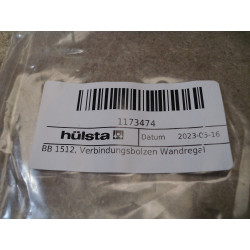 1173474
hülsta
Datum 2023-05-16
BB 1512, Verbindungsbolzen Wandregal